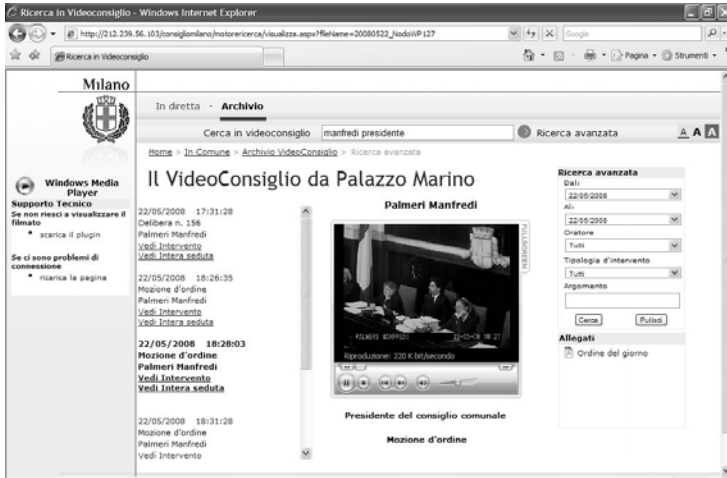 Ricerca in Videoconsiglio - Windows Internet Explorer
http://212.239.56.103/consigliomilano/motorericerca/visualizza.aspx?fileName=20080522_NodoWP127
Google
Ricerca in Videoconsiglio
Pagina
Strumenti
Milano
In diretta · Archivio
Cerca in videoconsiglio
manfredi presidente
Ricerca avanzata
A A A
Home > In Comune > Archivio VideoConsiglio > Ricerca avanzata
Windows Media Player
Supporto Tecnico
Se non riesci a visualizzare il filmato
scarica il plugin
Se ci sono problemi di connessione
ricarica la pagina
Il VideoConsiglio da Palazzo Marino
22/05/2008 17:31:28
Delibera n. 156
Palmeri Manfredi
Vedi Intervento
Vedi Intera seduta
22/05/2008 18:26:35
Mozione d'ordine
Palmeri Manfredi
Vedi Intervento
Vedi Intera seduta
22/05/2008 18:28:03
Mozione d'ordine
Palmeri Manfredi
Vedi Intervento
Vedi Intera seduta
22/05/2008 18:31:28
Mozione d'ordine
Palmeri Manfredi
Vedi Intervento
Palmeri Manfredi
FULLSCREEN
PALMERI MANFREDI 22-05-08 18 27
Riproduzione: 220 K bit/secondo
Presidente del consiglio comunale
Mozione d'ordine
Ricerca avanzata
Dal:
22/05/2008
Al:
22/05/2008
Oratore
Tutti
Tipologia d'intervento
Tutti
Argomento
Cerca
Pulisci
Allegati
Ordine del giorno